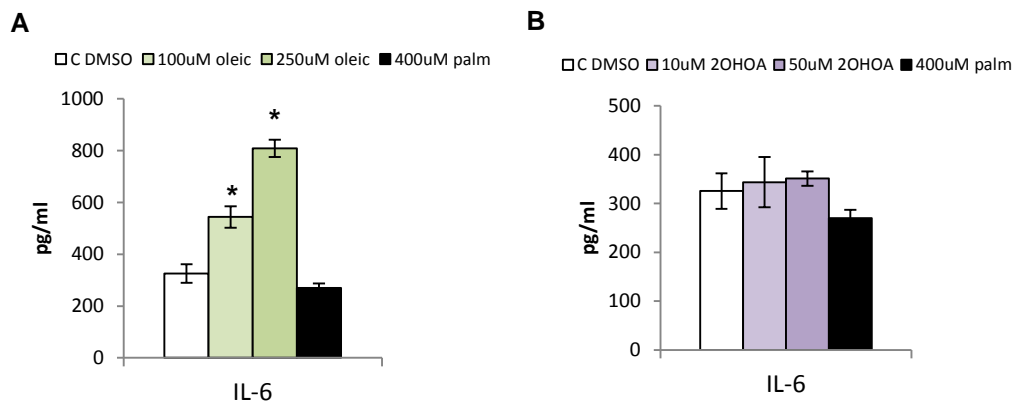 A
C DMSO 100uM oleic 250uM oleic 400uM palm
1000
800
600
400
200
0
pg/ml
*
*
IL-6
B
C DMSO 10uM 2OHOA 50uM 2OHOA 400uM palm
500
400
300
200
100
0
pg/ml
IL-6